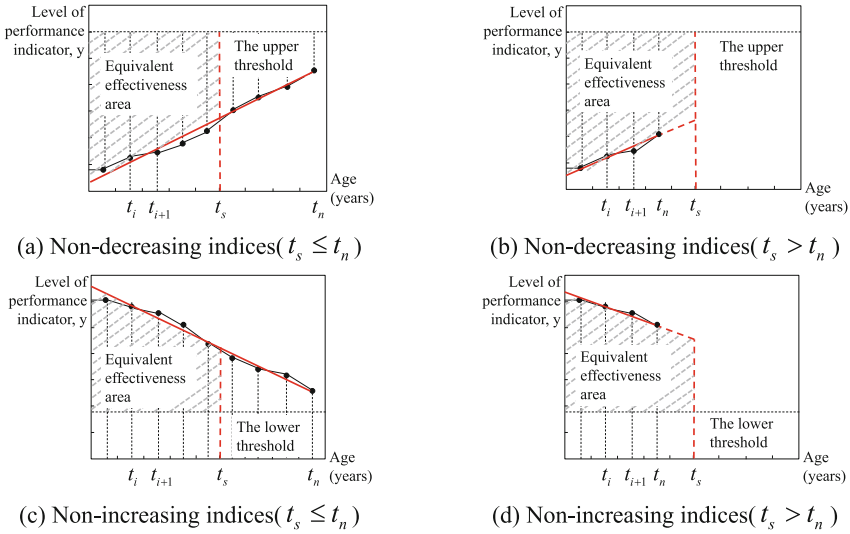 Level of
performance
indicator, y
Equivalent
effectiveness
area
The upper
threshold
Age
(years)
t_i
t_{i+1}
t_s
t_n
(a) Non-decreasing indices( t_s ≤ t_n )
Level of
performance
indicator, y
Equivalent
effectiveness
area
The upper
threshold
Age
(years)
t_i
t_{i+1}
t_n
t_s
(b) Non-decreasing indices( t_s > t_n )
Level of
performance
indicator, y
Equivalent
effectiveness
area
The lower
threshold
Age
(years)
t_i
t_{i+1}
t_s
t_n
(c) Non-increasing indices( t_s ≤ t_n )
Level of
performance
indicator, y
Equivalent
effectiveness
area
The lower
threshold
Age
(years)
t_i
t_{i+1}
t_n
t_s
(d) Non-increasing indices( t_s > t_n )